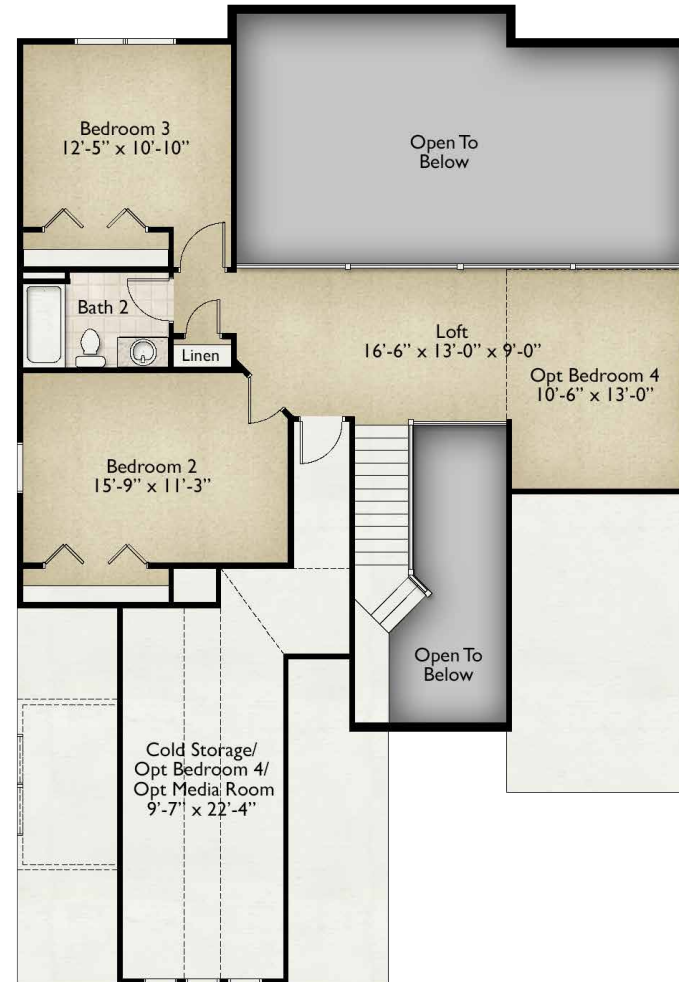 Bedroom 3
12'-5” x 10'-10”
Open To
Below
Bath 2
Linen
Loft
16'-6” x 13'-0” x 9'-0”
Opt Bedroom 4
10'-6” x 13'-0”
Bedroom 2
15'-9” x 11'-3”
Open To
Below
Cold Storage/
Opt Bedroom 4/
Opt Media Room
9'-7” x 22'-4”